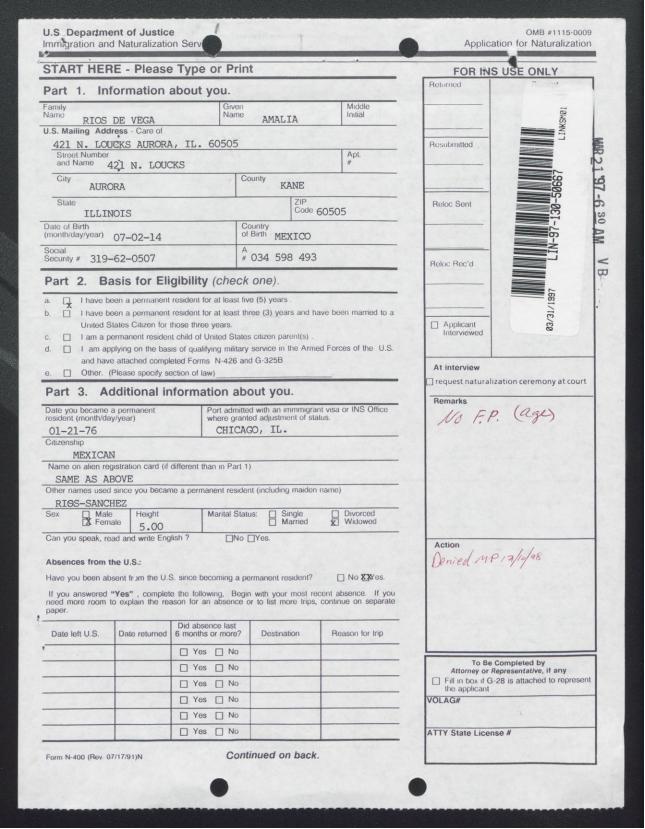 U.S. Department of Justice
Immigration and Naturalization Serv
OMB #1115-0009
Application for Naturalization
START HERE - Please Type or Print
Part 1. Information about you.
Family Name RIOS DE VEGA
Given Name AMALIA
Middle Initial
U.S. Mailing Address - Care of
421 N. LOUCKS AURORA, IL. 60505
Street Number and Name 421 N. LOUCKS
Apt. #
City AURORA
County KANE
State ILLINOIS
ZIP Code 60505
Date of Birth (month/day/year) 07-02-14
Country of Birth MEXICO
Social Security # 319-62-0507
A # 034 598 493
Part 2. Basis for Eligibility (check one).
a. x I have been a permanent resident for at least five (5) years
b. I have been a permanent resident for at least three (3) years and have been married to a
United States Citizen for those three years.
c. I am a permanent resident child of United States citizen parent(s)
d. I am applying on the basis of qualifying military service in the Armed Forces of the U.S.
and have attached completed Forms N-426 and G-325B
e. Other. (Please specify section of law)
Part 3. Additional information about you.
Date you became a permanent resident (month/day/year)
01-21-76
Port admitted with an immmigrant visa or INS Office where granted adjustment of status.
CHICAGO, IL.
Citizenship
MEXICAN
Name on alien registration card (if different than in Part 1)
SAME AS ABOVE
Other names used since you became a permanent resident (including maiden name)
RIOS-SANCHEZ
Sex Male
X Female
Height 5.00
Marital Status: Single Divorced
Married x Widowed
Can you speak, read and write English ? No Yes.
Absences from the U.S.:
Have you been absent from the U.S. since becoming a permanent resident? No XXYes.
If you answered "Yes" , complete the following, Begin with your most recent absence. If you
need more room to explain the reason for an absence or to list more trips, continue on separate
paper.
Date left U.S.
Date returned
Did absence last 6 months or more?
Destination
Reason for trip
Yes No
Yes No
Yes No
Yes No
Yes No
Yes No
Form N-400 (Rev. 07/17/91)N
Continued on back.
FOR INS USE ONLY
Returned
Resubmitted
Reloc Sent
Reloc Rec'd
Applicant Interviewed
LINKSM01
LIN-97-130-50667
03/31/1997
At interview
request naturalization ceremony at court
Remarks
No F.P. (age)
Action
Denied
To Be Completed by
Attorney or Representative, if any
Fill in box if G-28 is attached to represent
the applicant
VOLAG#
ATTY State License #